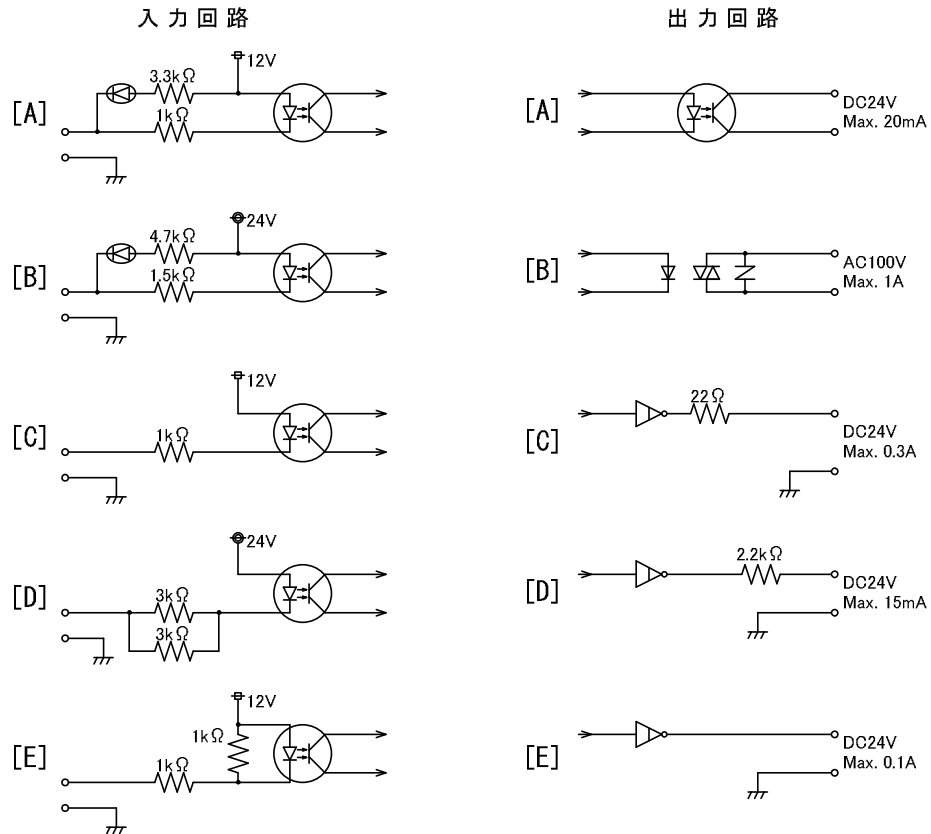 入力回路
[A]
12V
3.3kΩ
1kΩ
[B]
24V
4.7kΩ
1.5kΩ
[C]
12V
1kΩ
[D]
24V
3kΩ
3kΩ
[E]
12V
1kΩ
1kΩ
出力回路
[A]
DC24V
Max. 20mA
[B]
AC100V
Max. 1A
[C]
22Ω
DC24V
Max. 0.3A
[D]
2.2kΩ
DC24V
Max. 15mA
[E]
DC24V
Max. 0.1A